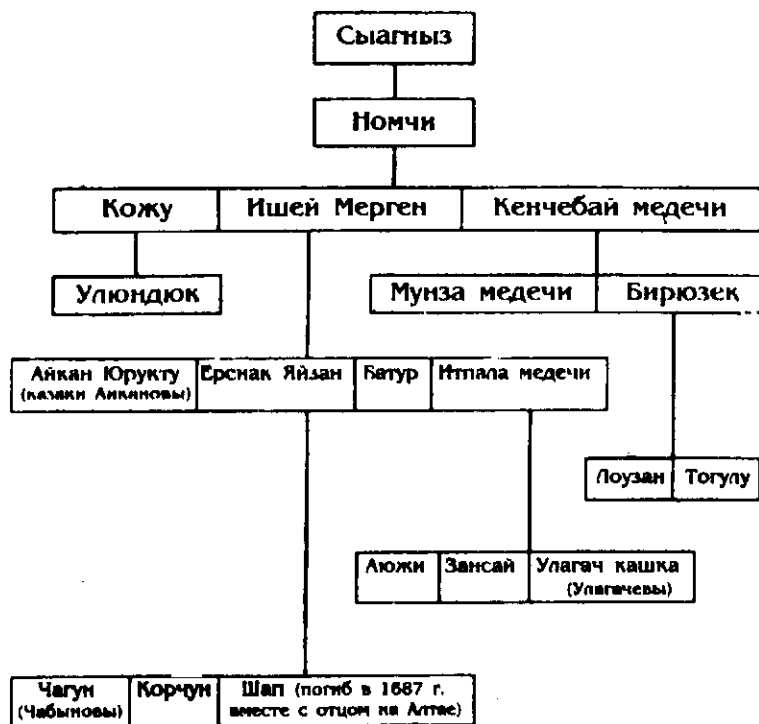 Сыагныз
Номчи
Кожу Ишей Мерген Кенчебай медечи
Улюндюк Мунза медечи Бирюзек
Айкан Юрукту Ерснак Яйзан Батур Итпала медечи
(казаки Айкановы)
Лоузан Тогулу
Аюжи Зансай Улагач кашка
(Улагачевы)
Чагун Корчун Шап (погиб в 1687 г.
(Чабыновы) вместе с отцом на Алтае)